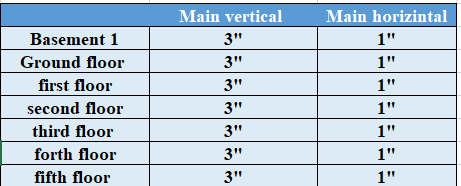 Main vertical Main horizintal
Basement 1 3" 1"
Ground floor 3" 1"
first floor 3" 1"
second floor 3" 1"
third floor 3" 1"
forth floor 3" 1"
fifth floor 3" 1"